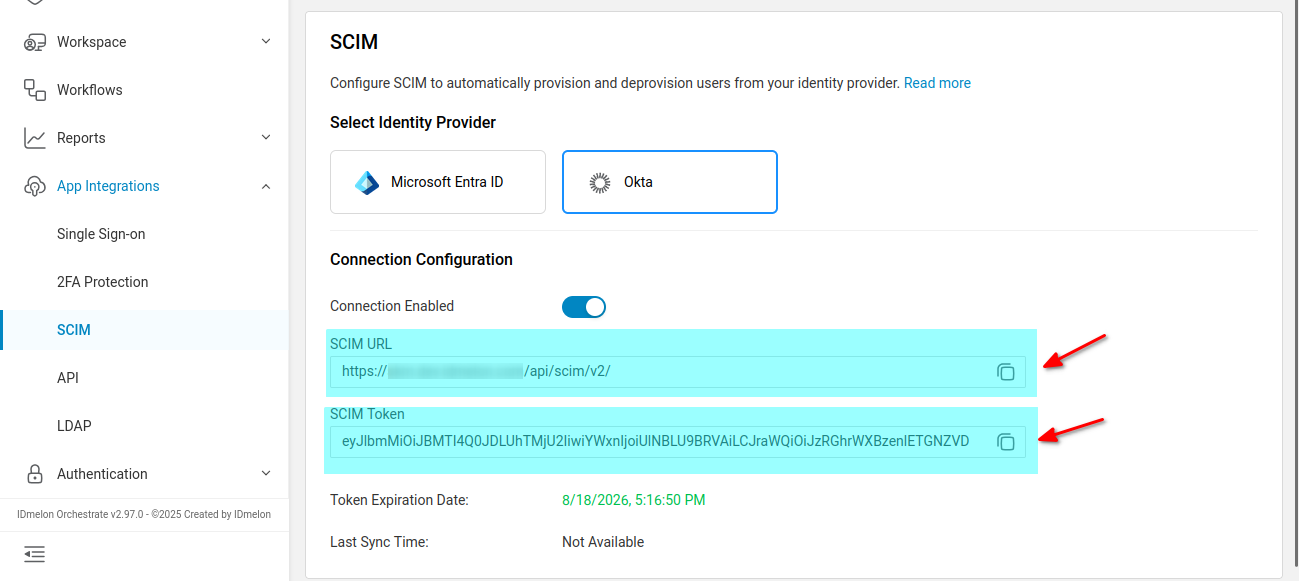 Workspace
Workflows
Reports
App Integrations
Single Sign-on
2FA Protection
SCIM
API
LDAP
Authentication
IDmelon Orchestrate v2.97.0 - ©2025 Created by IDmelon
SCIM
Configure SCIM to automatically provision and deprovision users from your identity provider. Read more
Select Identity Provider
Microsoft Entra ID
Okta
Connection Configuration
Connection Enabled
SCIM URL
https:// /api/scim/v2/
SCIM Token
eyJlbmMiOiJBMTI4Q0JDLUhTMjU2IiwiYWxnIjoiUlNBLU9BRVAiLCJraWQiOiJzRGhrWXBzenlETGNZVD
Token Expiration Date: 8/18/2026, 5:16:50 PM
Last Sync Time: Not Available